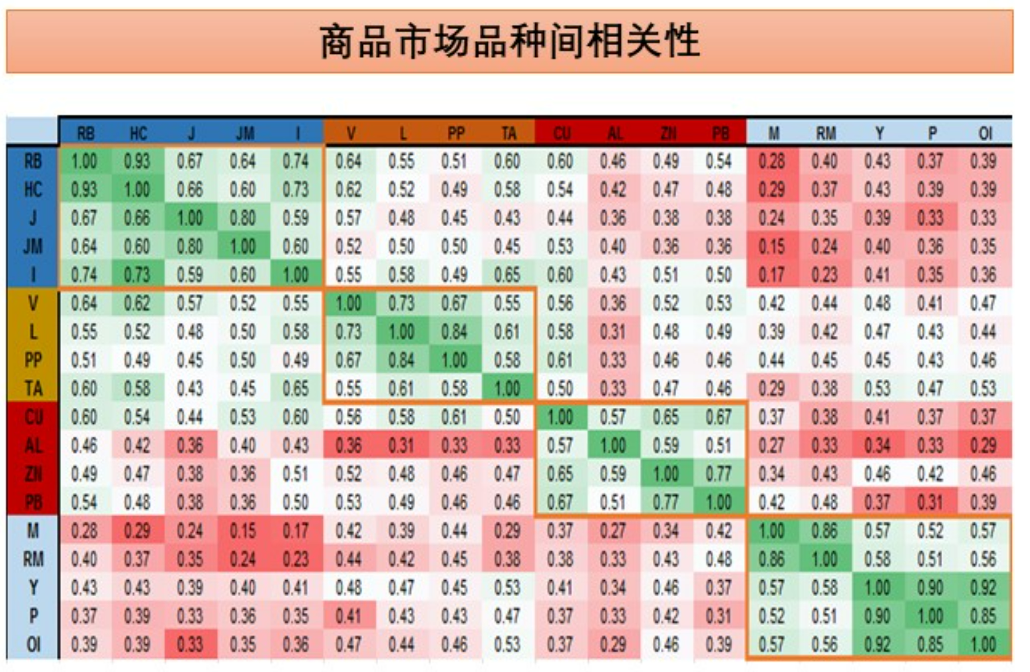 商品市场品种间相关性
RB HC J JM I V L PP TA CU AL ZN PB M RM Y P OI
RB 1.00 0.93 0.67 0.64 0.74 0.64 0.55 0.51 0.60 0.60 0.46 0.49 0.54 0.28 0.40 0.43 0.37 0.39
HC 0.93 1.00 0.66 0.60 0.73 0.62 0.52 0.49 0.58 0.54 0.42 0.47 0.48 0.29 0.37 0.43 0.39 0.39
J 0.67 0.66 1.00 0.80 0.59 0.57 0.48 0.45 0.43 0.44 0.36 0.38 0.38 0.24 0.35 0.39 0.33 0.33
JM 0.64 0.60 0.80 1.00 0.60 0.52 0.50 0.50 0.45 0.53 0.40 0.36 0.36 0.15 0.24 0.40 0.36 0.35
I 0.74 0.73 0.59 0.60 1.00 0.55 0.58 0.49 0.65 0.60 0.43 0.51 0.50 0.17 0.23 0.41 0.35 0.36
V 0.64 0.62 0.57 0.52 0.55 1.00 0.73 0.67 0.55 0.56 0.36 0.52 0.53 0.42 0.44 0.48 0.41 0.47
L 0.55 0.52 0.48 0.50 0.58 0.73 1.00 0.84 0.61 0.58 0.31 0.48 0.49 0.39 0.42 0.47 0.43 0.44
PP 0.51 0.49 0.45 0.50 0.49 0.67 0.84 1.00 0.58 0.61 0.33 0.46 0.46 0.44 0.45 0.45 0.43 0.46
TA 0.60 0.58 0.43 0.45 0.65 0.55 0.61 0.58 1.00 0.50 0.33 0.47 0.46 0.29 0.38 0.53 0.47 0.53
CU 0.60 0.54 0.44 0.53 0.60 0.56 0.58 0.61 0.50 1.00 0.57 0.65 0.67 0.37 0.38 0.41 0.37 0.37
AL 0.46 0.42 0.36 0.40 0.43 0.36 0.31 0.33 0.33 0.57 1.00 0.59 0.51 0.27 0.33 0.34 0.33 0.29
ZN 0.49 0.47 0.38 0.36 0.51 0.52 0.48 0.46 0.47 0.65 0.59 1.00 0.77 0.34 0.43 0.46 0.42 0.46
PB 0.54 0.48 0.38 0.36 0.50 0.53 0.49 0.46 0.46 0.67 0.51 0.77 1.00 0.42 0.48 0.37 0.31 0.39
M 0.28 0.29 0.24 0.15 0.17 0.42 0.39 0.44 0.29 0.37 0.27 0.34 0.42 1.00 0.86 0.57 0.52 0.57
RM 0.40 0.37 0.35 0.24 0.23 0.44 0.42 0.45 0.38 0.38 0.33 0.43 0.48 0.86 1.00 0.58 0.51 0.56
Y 0.43 0.43 0.39 0.40 0.41 0.48 0.47 0.45 0.53 0.41 0.34 0.46 0.37 0.57 0.58 1.00 0.90 0.92
P 0.37 0.39 0.33 0.36 0.35 0.41 0.43 0.43 0.47 0.37 0.33 0.42 0.31 0.52 0.51 0.90 1.00 0.85
OI 0.39 0.39 0.33 0.35 0.36 0.47 0.44 0.46 0.53 0.37 0.29 0.46 0.39 0.57 0.56 0.92 0.85 1.00